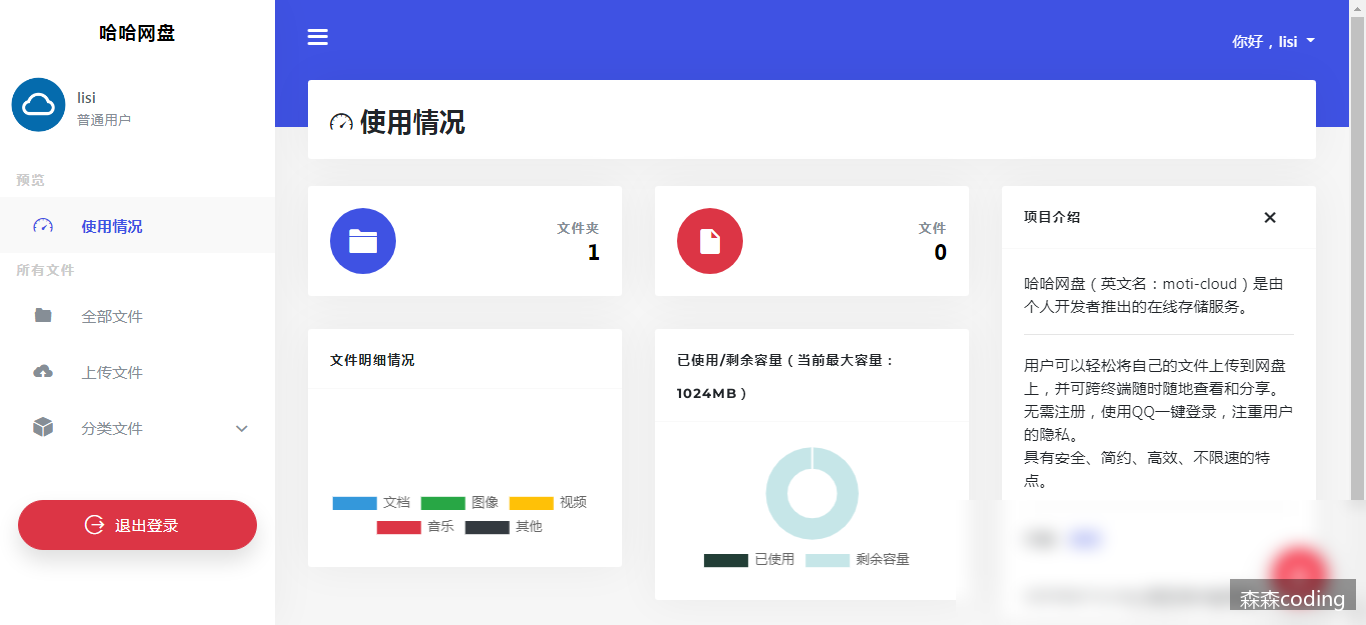 哈哈网盘
lisi
普通用户
预览
使用情况
所有文件
全部文件
上传文件
分类文件
退出登录
你好，lisi
使用情况
文件夹
1
文件
0
文件明细情况
文档 图像 视频
音乐 其他
已使用/剩余容量（当前最大容量：
1024MB）
已使用 剩余容量
项目介绍
哈哈网盘（英文名：moti-cloud）是由
个人开发者推出的在线存储服务。
用户可以轻松将自己的文件上传到网盘
上，并可跨终端随时随地查看和分享。
无需注册，使用QQ一键登录，注重用户
的隐私。
具有安全、简约、高效、不限速的特
点。
森森coding